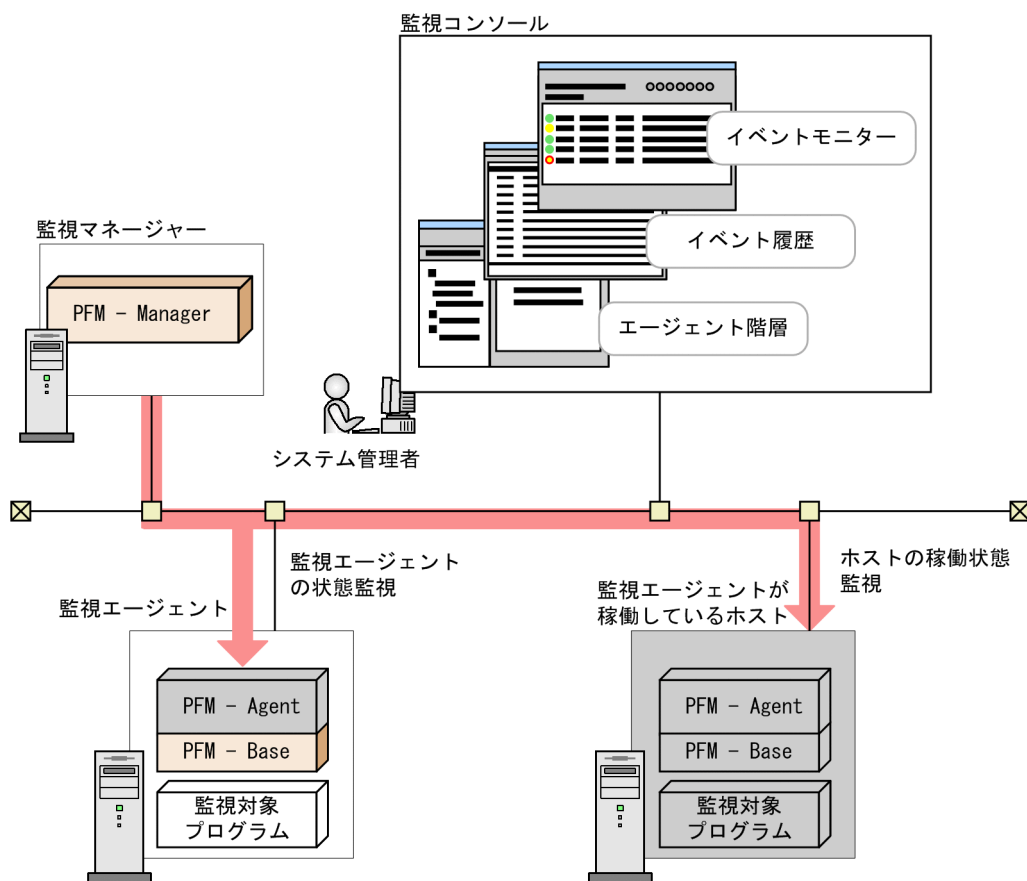 監視コンソール
イベントモニター
イベント履歴
エージェント階層
監視マネージャー
PFM － Manager
システム管理者
監視エージェント
の状態監視
監視エージェント
ホストの稼働状態
監視
監視エージェントが
稼働しているホスト
PFM － Agent
PFM － Base
監視対象
プログラム
PFM － Agent
PFM － Base
監視対象
プログラム